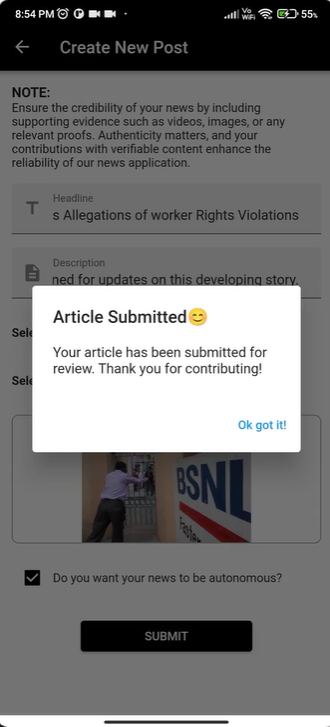 8:54 PM
Vo
WiFi
55%
Create New Post
NOTE:
Ensure the credibility of your news by including
supporting evidence such as videos, images, or any
relevant proofs. Authenticity matters, and your
contributions with verifiable content enhance the
reliability of our news application.
Headline
s Allegations of worker Rights Violations
Description
ned for updates on this developing story.
Sele
Article Submitted😊
Your article has been submitted for
review. Thank you for contributing!
Sele
Ok got it!
BSNL
Faster
Do you want your news to be autonomous?
SUBMIT